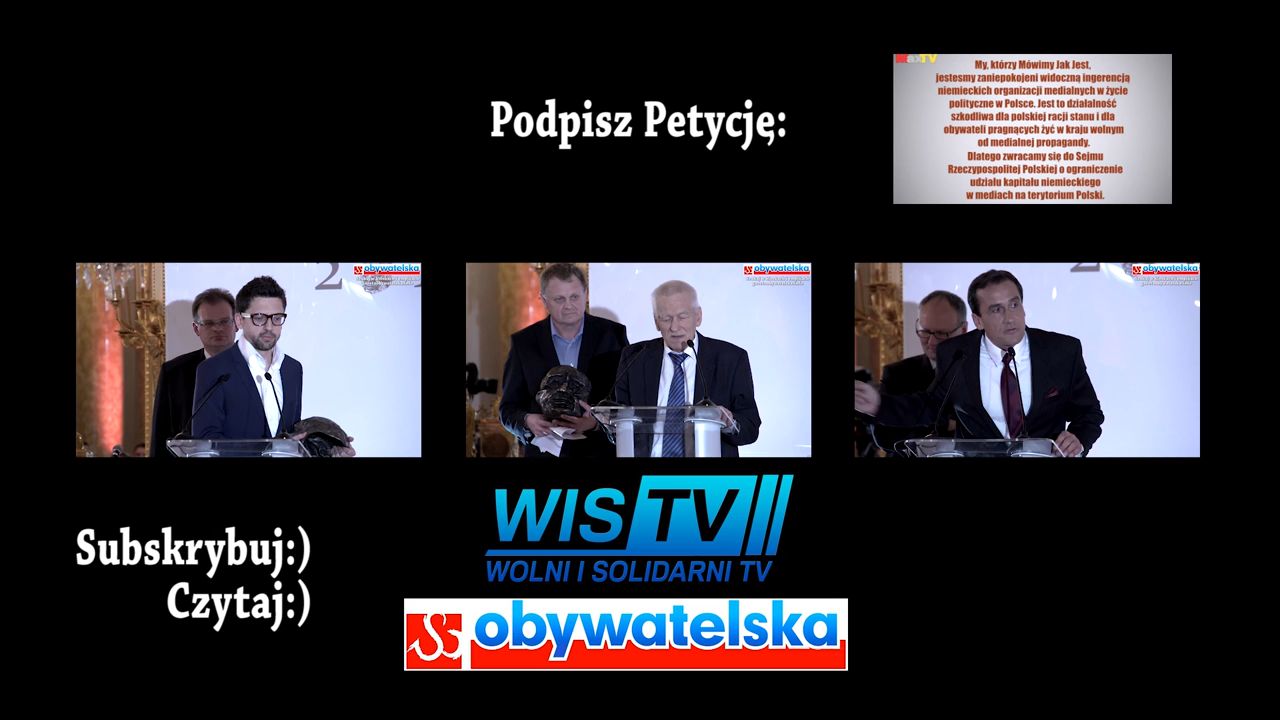 Podpisz Petycję:
My, którzy Mówimy Jak Jest,
jestesmy zaniepokojeni widoczną ingerencją
niemieckich organizacji medialnych w życie
polityczne w Polsce. Jest to działalność
szkodliwa dla polskiej racji stanu i dla
obywateli pragnących żyć w kraju wolnym
od medialnej propagandy.
Dlatego zwracamy się do Sejmu
Rzeczypospolitej Polskiej o ograniczenie
udziału kapitału niemieckiego
w mediach na terytorium Polski.
obywatelska
obywatelska
obywatelska
2
2
WIS TV
WOLNI I SOLIDARNI TV
Subskrybuj:)
Czytaj:)
obywatelska